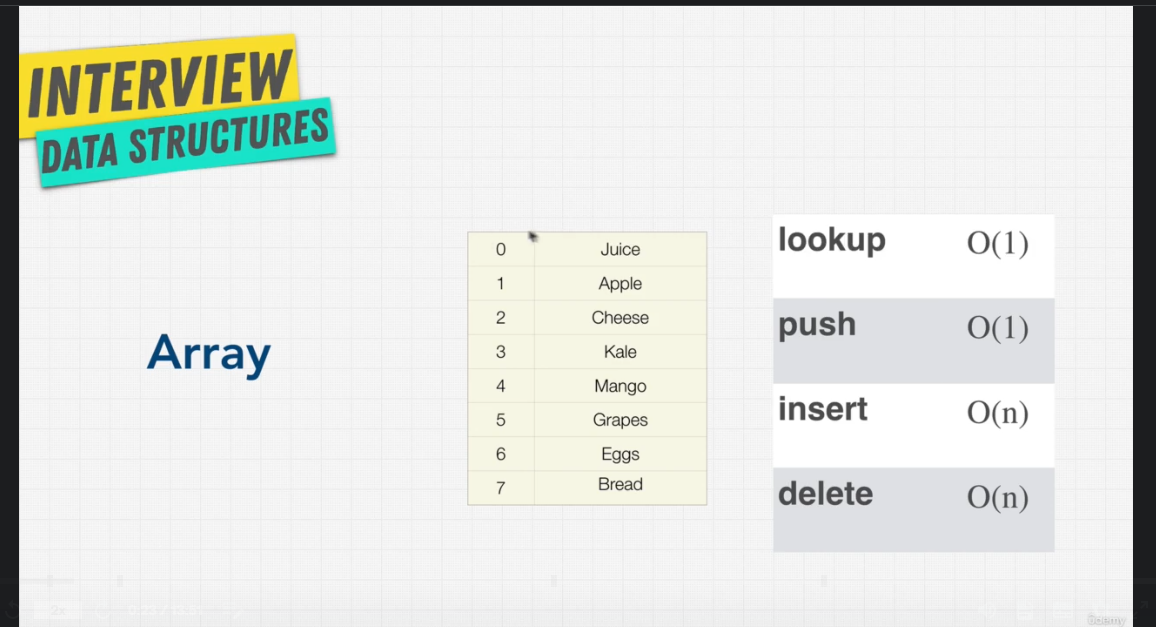 INTERVIEW
DATA STRUCTURES
Array
0 Juice
1 Apple
2 Cheese
3 Kale
4 Mango
5 Grapes
6 Eggs
7 Bread
lookup O(1)
push O(1)
insert O(n)
delete O(n)
2x
udemy